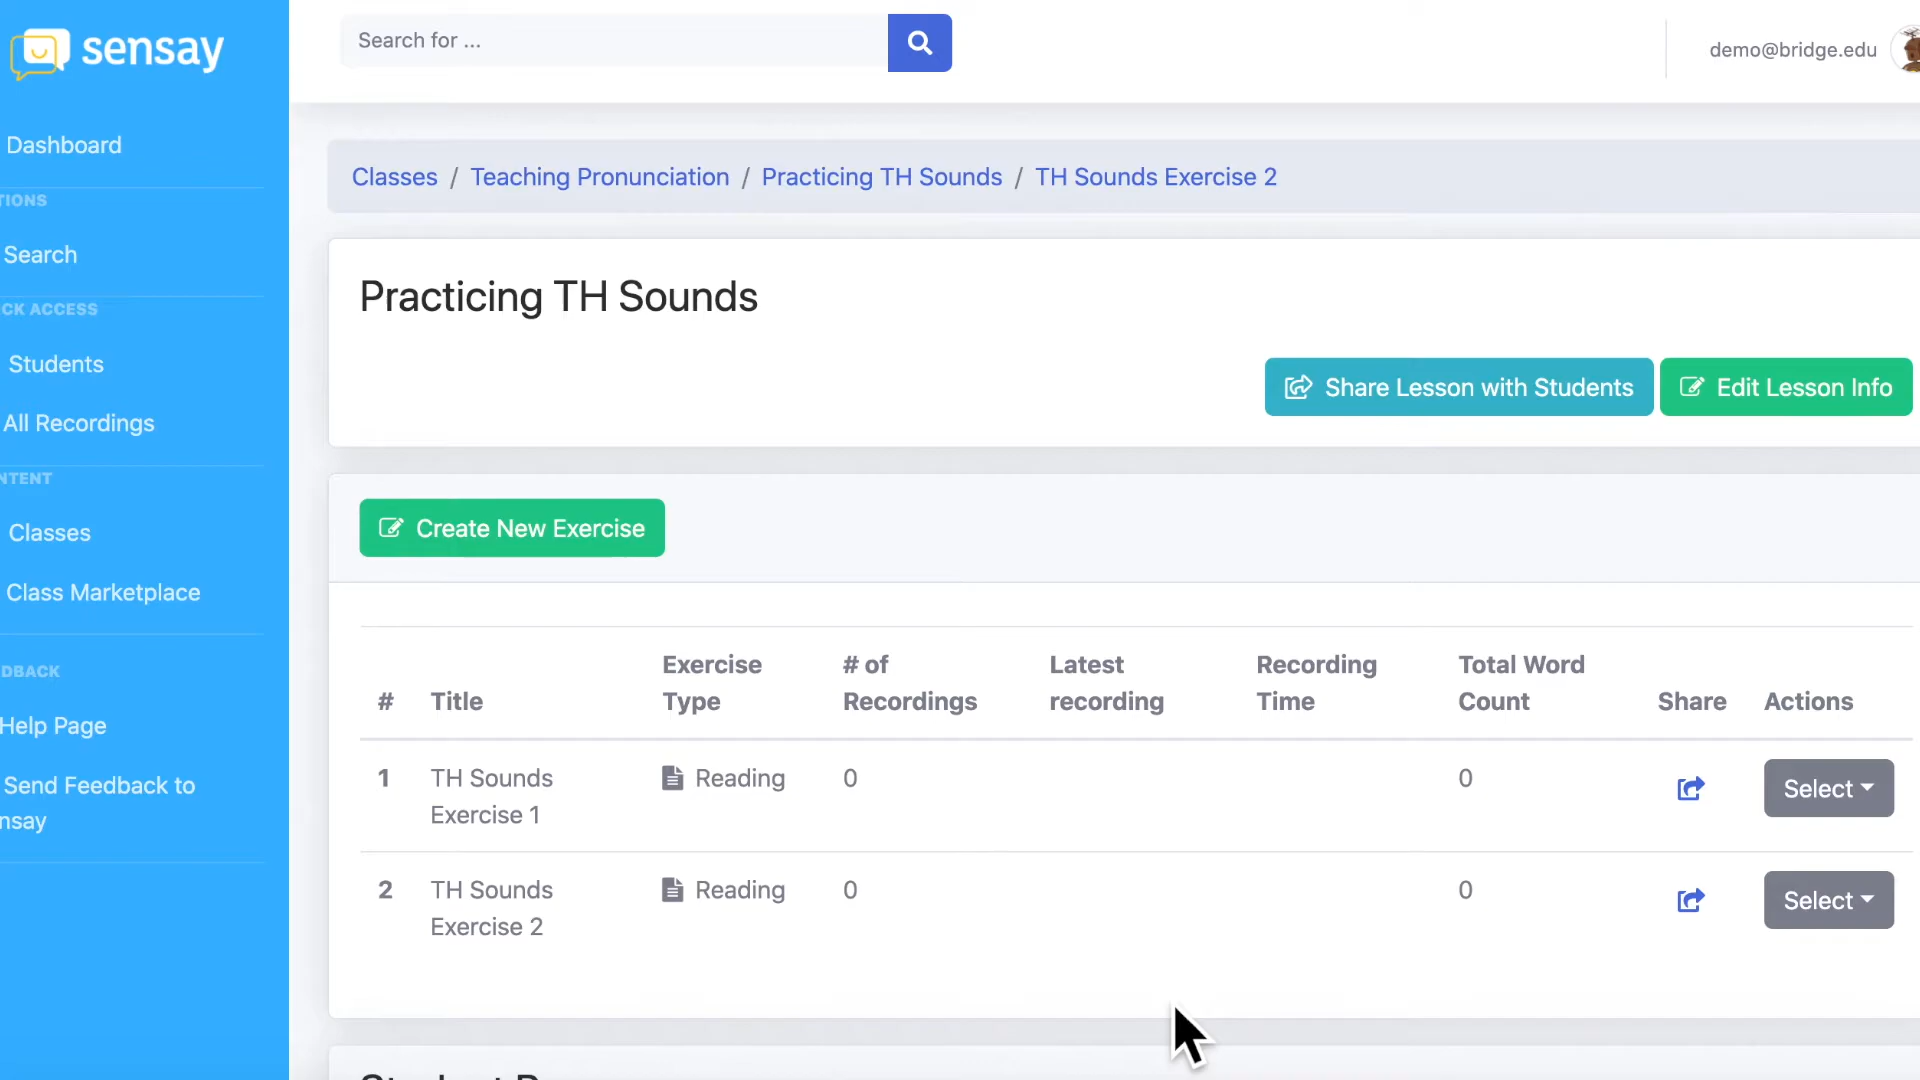 sensay
Search for ...
demo@bridge.edu
Dashboard
TIONS
Search
CK ACCESS
Students
All Recordings
NTENT
Classes
Class Marketplace
DBACK
Help Page
Send Feedback to
nsay
Classes / Teaching Pronunciation / Practicing TH Sounds / TH Sounds Exercise 2
Practicing TH Sounds
Share Lesson with Students
Edit Lesson Info
Create New Exercise
# Title Exercise Type # of Recordings Latest recording Recording Time Total Word Count Share Actions
1 TH Sounds Exercise 1 Reading 0 0 Select
2 TH Sounds Exercise 2 Reading 0 0 Select